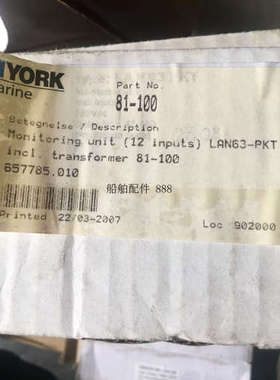 YORK
arine
Part No.
81-100
Betegnelse / Description
Monitoring unit (12 inputs) LAN63-PKT
incl. transformer 81-100
657785.010
船舶配件 888
Printed 22/03-2007 Loc 902000